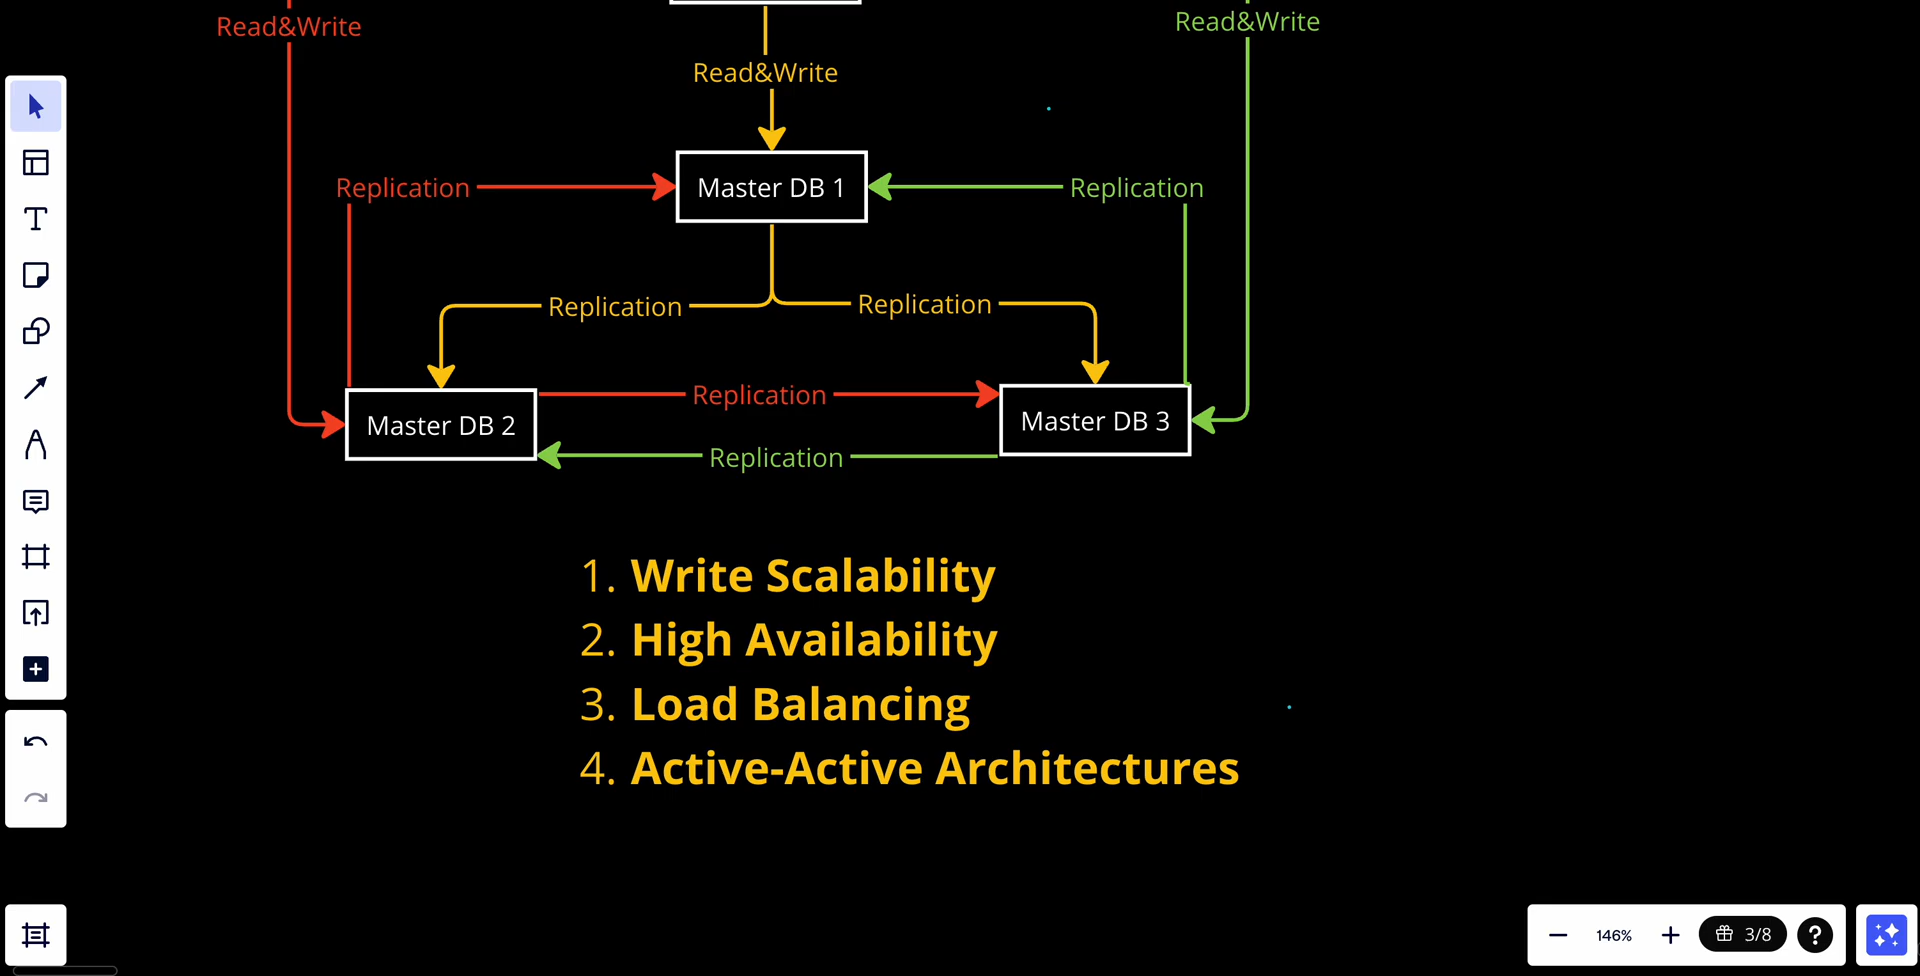 Read&Write
Read&Write
Read&Write
Replication
Master DB 1
Replication
Replication
Replication
Master DB 2
Replication
Master DB 3
Replication
1. Write Scalability
2. High Availability
3. Load Balancing
4. Active-Active Architectures
146%
3/8
?